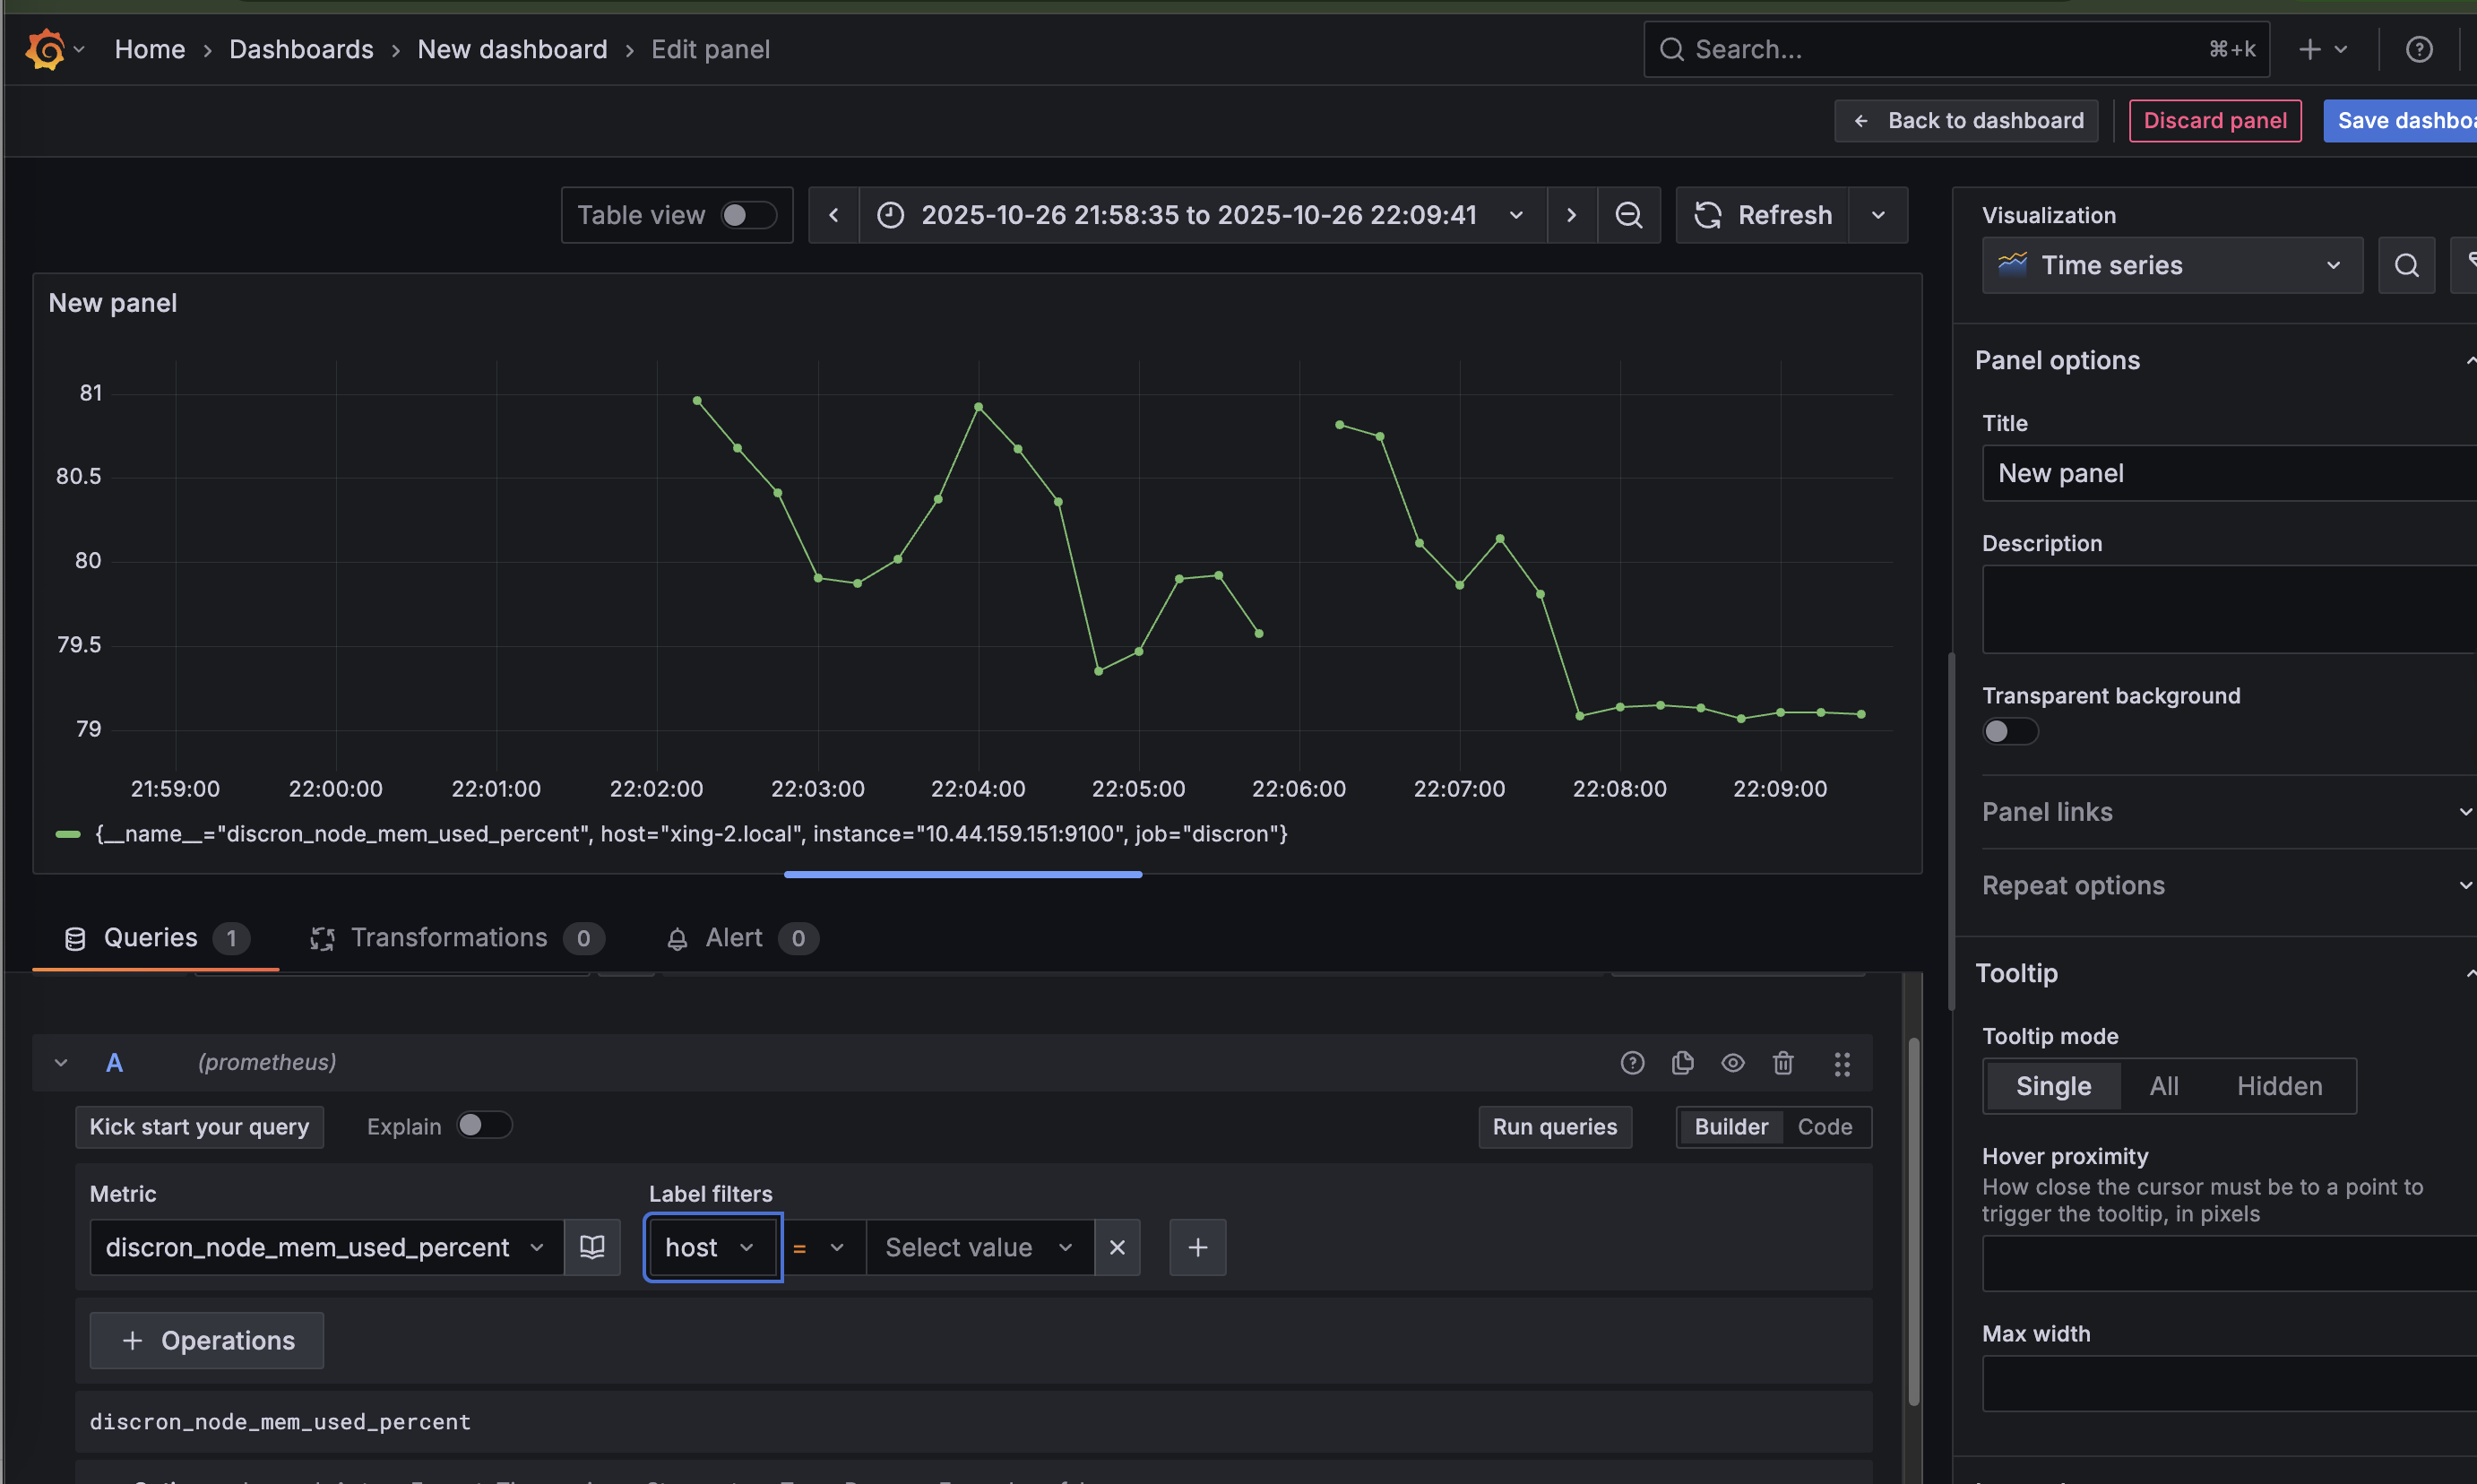 Home > Dashboards > New dashboard > Edit panel
Search...
⌘+k
Back to dashboard
Discard panel
Save
Table view
2025-10-26 21:58:35 to 2025-10-26 22:09:41
Refresh
New panel
81
80.5
80
79.5
79
21:59:00 22:00:00 22:01:00 22:02:00 22:03:00 22:04:00 22:05:00 22:06:00 22:07:00 22:08:00 22:09:00
{__name__="discron_node_mem_used_percent", host="xing-2.local", instance="10.44.159.151:9100", job="discron"}
Queries 1
Transformations 0
Alert 0
A (prometheus)
Kick start your query
Explain
Run queries
Builder Code
Metric
Label filters
discron_node_mem_used_percent
host
=
Select value
+ Operations
discron_node_mem_used_percent
Visualization
Time series
Panel options
Title
New panel
Description
Transparent background
Panel links
Repeat options
Tooltip
Tooltip mode
Single All Hidden
Hover proximity
How close the cursor must be to a point to
trigger the tooltip, in pixels
Max width